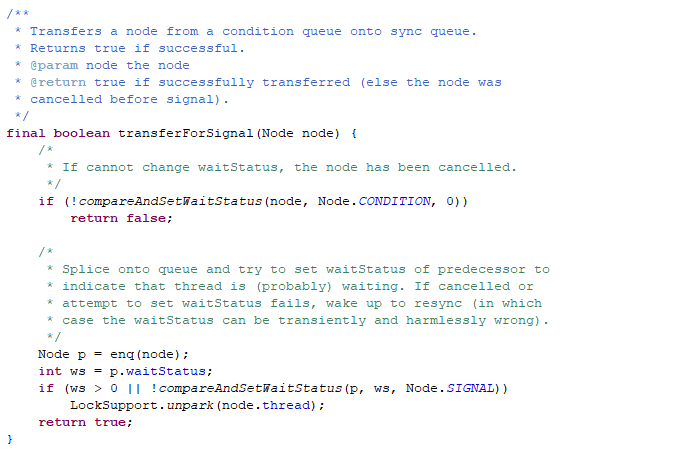 /**
 * Transfers a node from a condition queue onto sync queue.
 * Returns true if successful.
 * @param node the node
 * @return true if successfully transferred (else the node was
 * cancelled before signal).
 */
final boolean transferForSignal(Node node) {
    /*
     * If cannot change waitStatus, the node has been cancelled.
     */
    if (!compareAndSetWaitStatus(node, Node.CONDITION, 0))
        return false;

    /*
     * Splice onto queue and try to set waitStatus of predecessor to
     * indicate that thread is (probably) waiting. If cancelled or
     * attempt to set waitStatus fails, wake up to resync (in which
     * case the waitStatus can be transiently and harmlessly wrong).
     */
    Node p = enq(node);
    int ws = p.waitStatus;
    if (ws > 0 || !compareAndSetWaitStatus(p, ws, Node.SIGNAL))
        LockSupport.unpark(node.thread);
    return true;
}